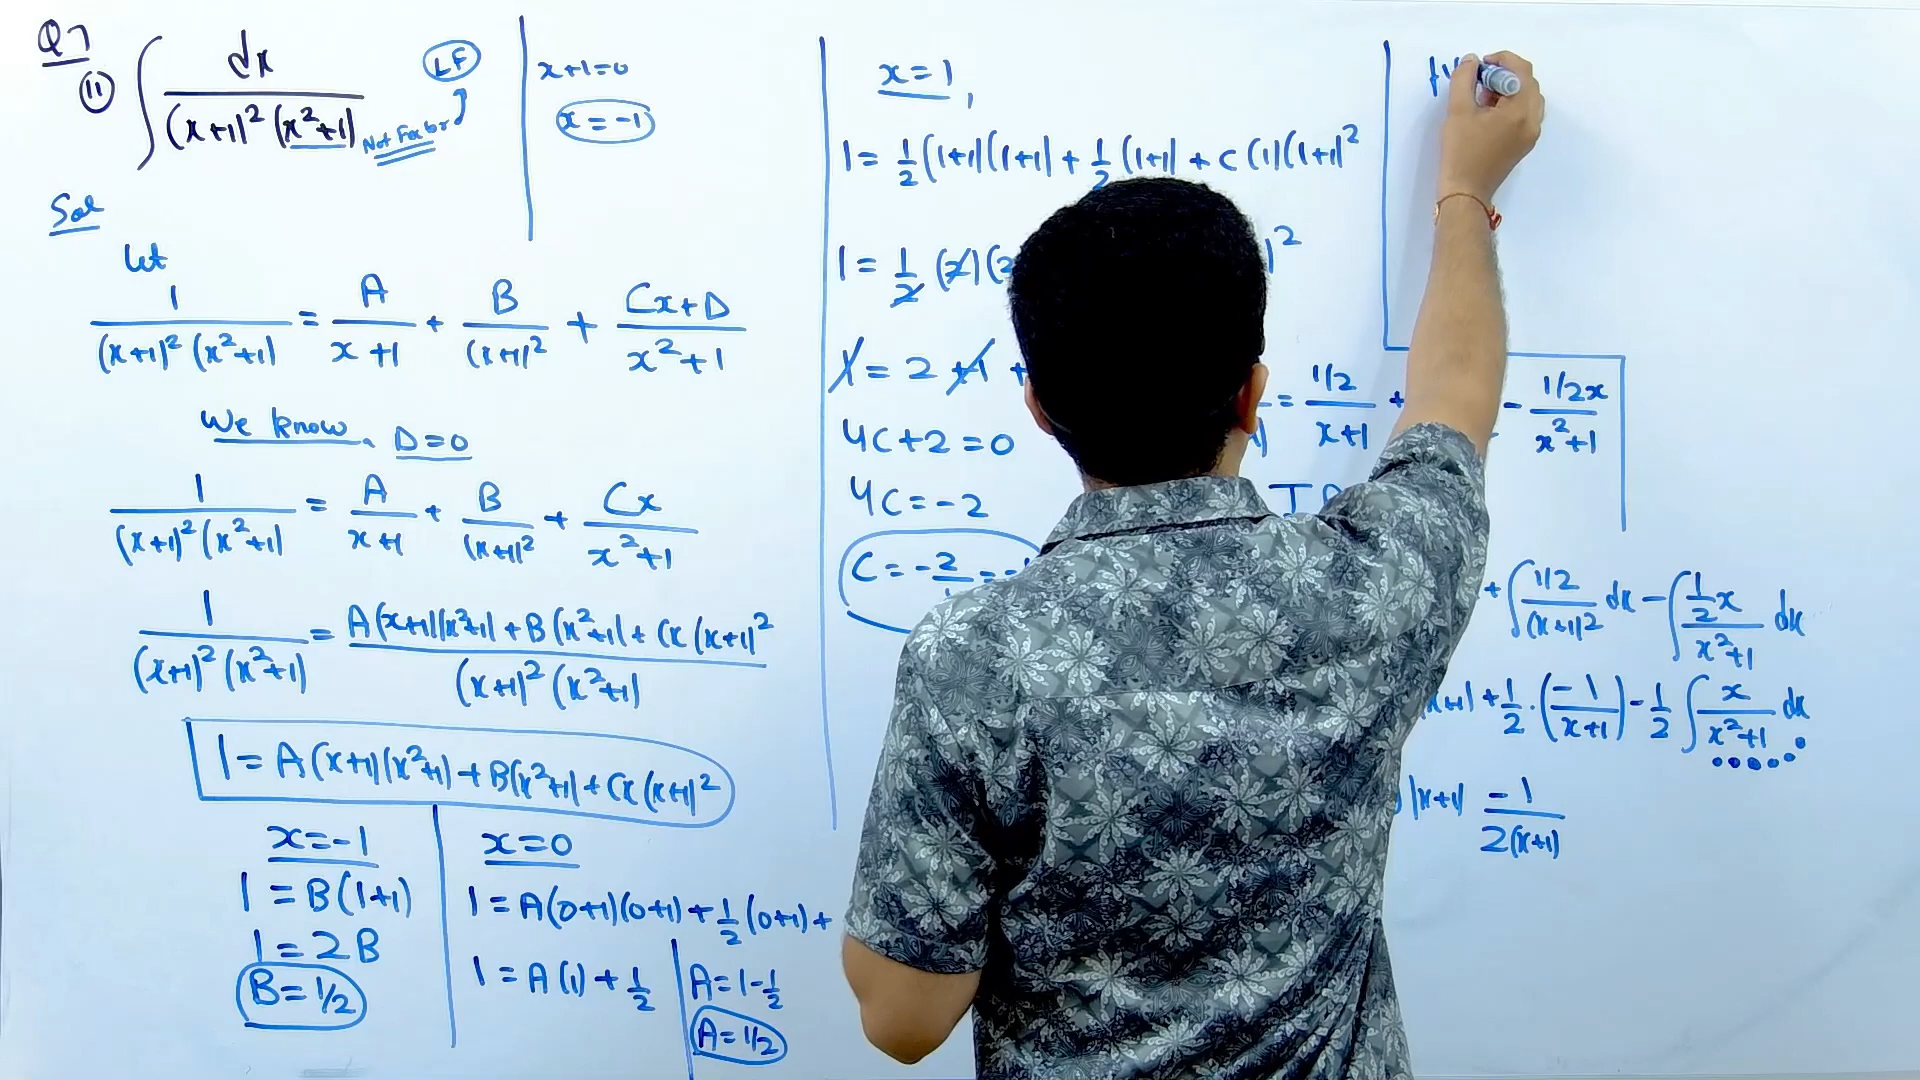 Q7
(11) ∫ dx / (x+1)² (x²+1)
Not Factor
LF
x+1=0
x=-1
Sol
Let
1 / (x+1)² (x²+1) = A / x+1 + B / (x+1)² + Cx+D / x²+1
We know, D=0
1 / (x+1)² (x²+1) = A / x+1 + B / (x+1)² + Cx / x²+1
1 / (x+1)² (x²+1) = A(x+1)(x²+1) + B(x²+1) + Cx(x+1)² / (x+1)² (x²+1)
1 = A(x+1)(x²+1) + B(x²+1) + Cx(x+1)²
x=-1
1 = B(1+1)
1 = 2B
B = 1/2
x=0
1 = A(0+1)(0+1) + 1/2 (0+1) +
1 = A(1) + 1/2
A = 1 - 1/2
A = 1/2
x=1,
1 = 1/2 (1+1)(1+1) + 1/2 (1+1) + C(1)(1+1)²
1 = 1/2 (2)(2 )²
1 = 2 + 1 +
4C+2=0
4C=-2
C = -2/ = -
= 1/2 / x+1 + - 1/2x / x²+1
+ ∫ 1/2 / (x+1)² dx - ∫ 1/2 x / x²+1 dx
|x+1| + 1/2 . (-1 / x+1) - 1/2 ∫ x / x²+1 dx
|x+1| -1 / 2(x+1)